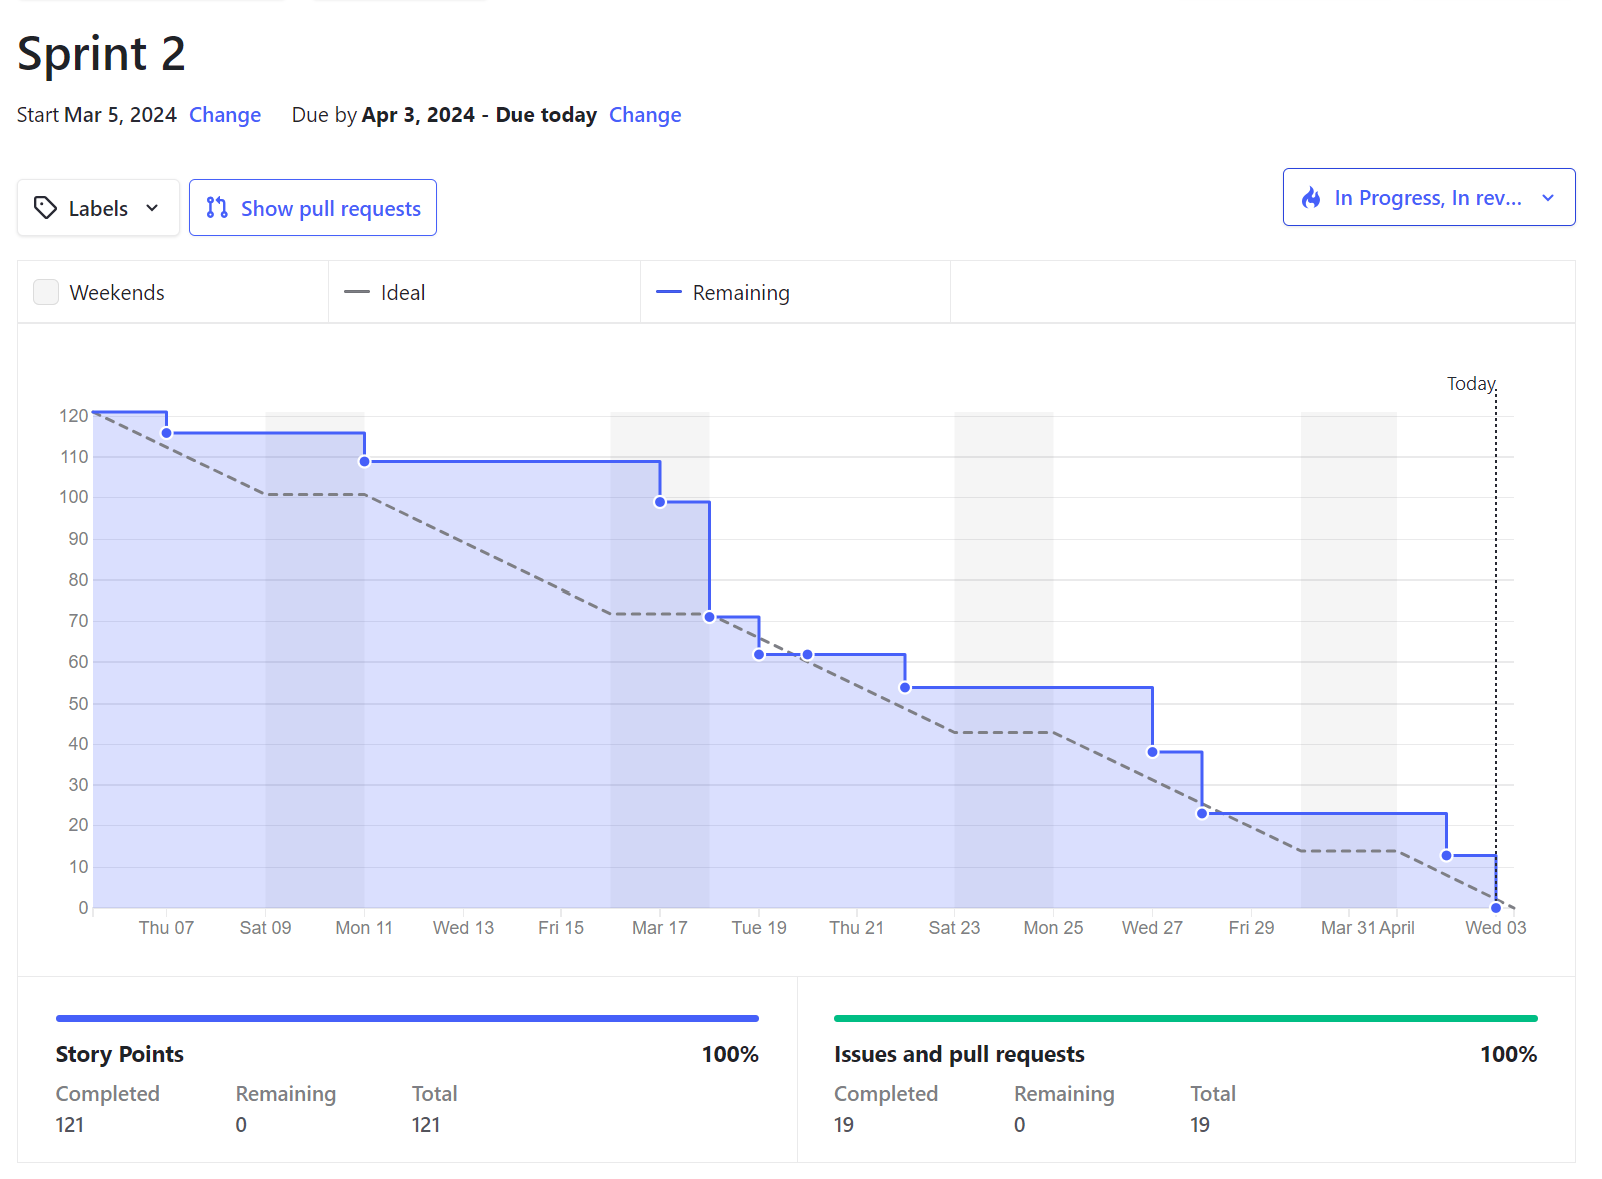 Sprint 2
Start Mar 5, 2024 Change Due by Apr 3, 2024 - Due today Change
Labels Show pull requests In Progress, In rev...
Weekends Ideal Remaining
Today
120
110
100
90
80
70
60
50
40
30
20
10
0
Thu 07 Sat 09 Mon 11 Wed 13 Fri 15 Mar 17 Tue 19 Thu 21 Sat 23 Mon 25 Wed 27 Fri 29 Mar 31 April Wed 03
Story Points 100% Issues and pull requests 100%
Completed Remaining Total Completed Remaining Total
121 0 121 19 0 19